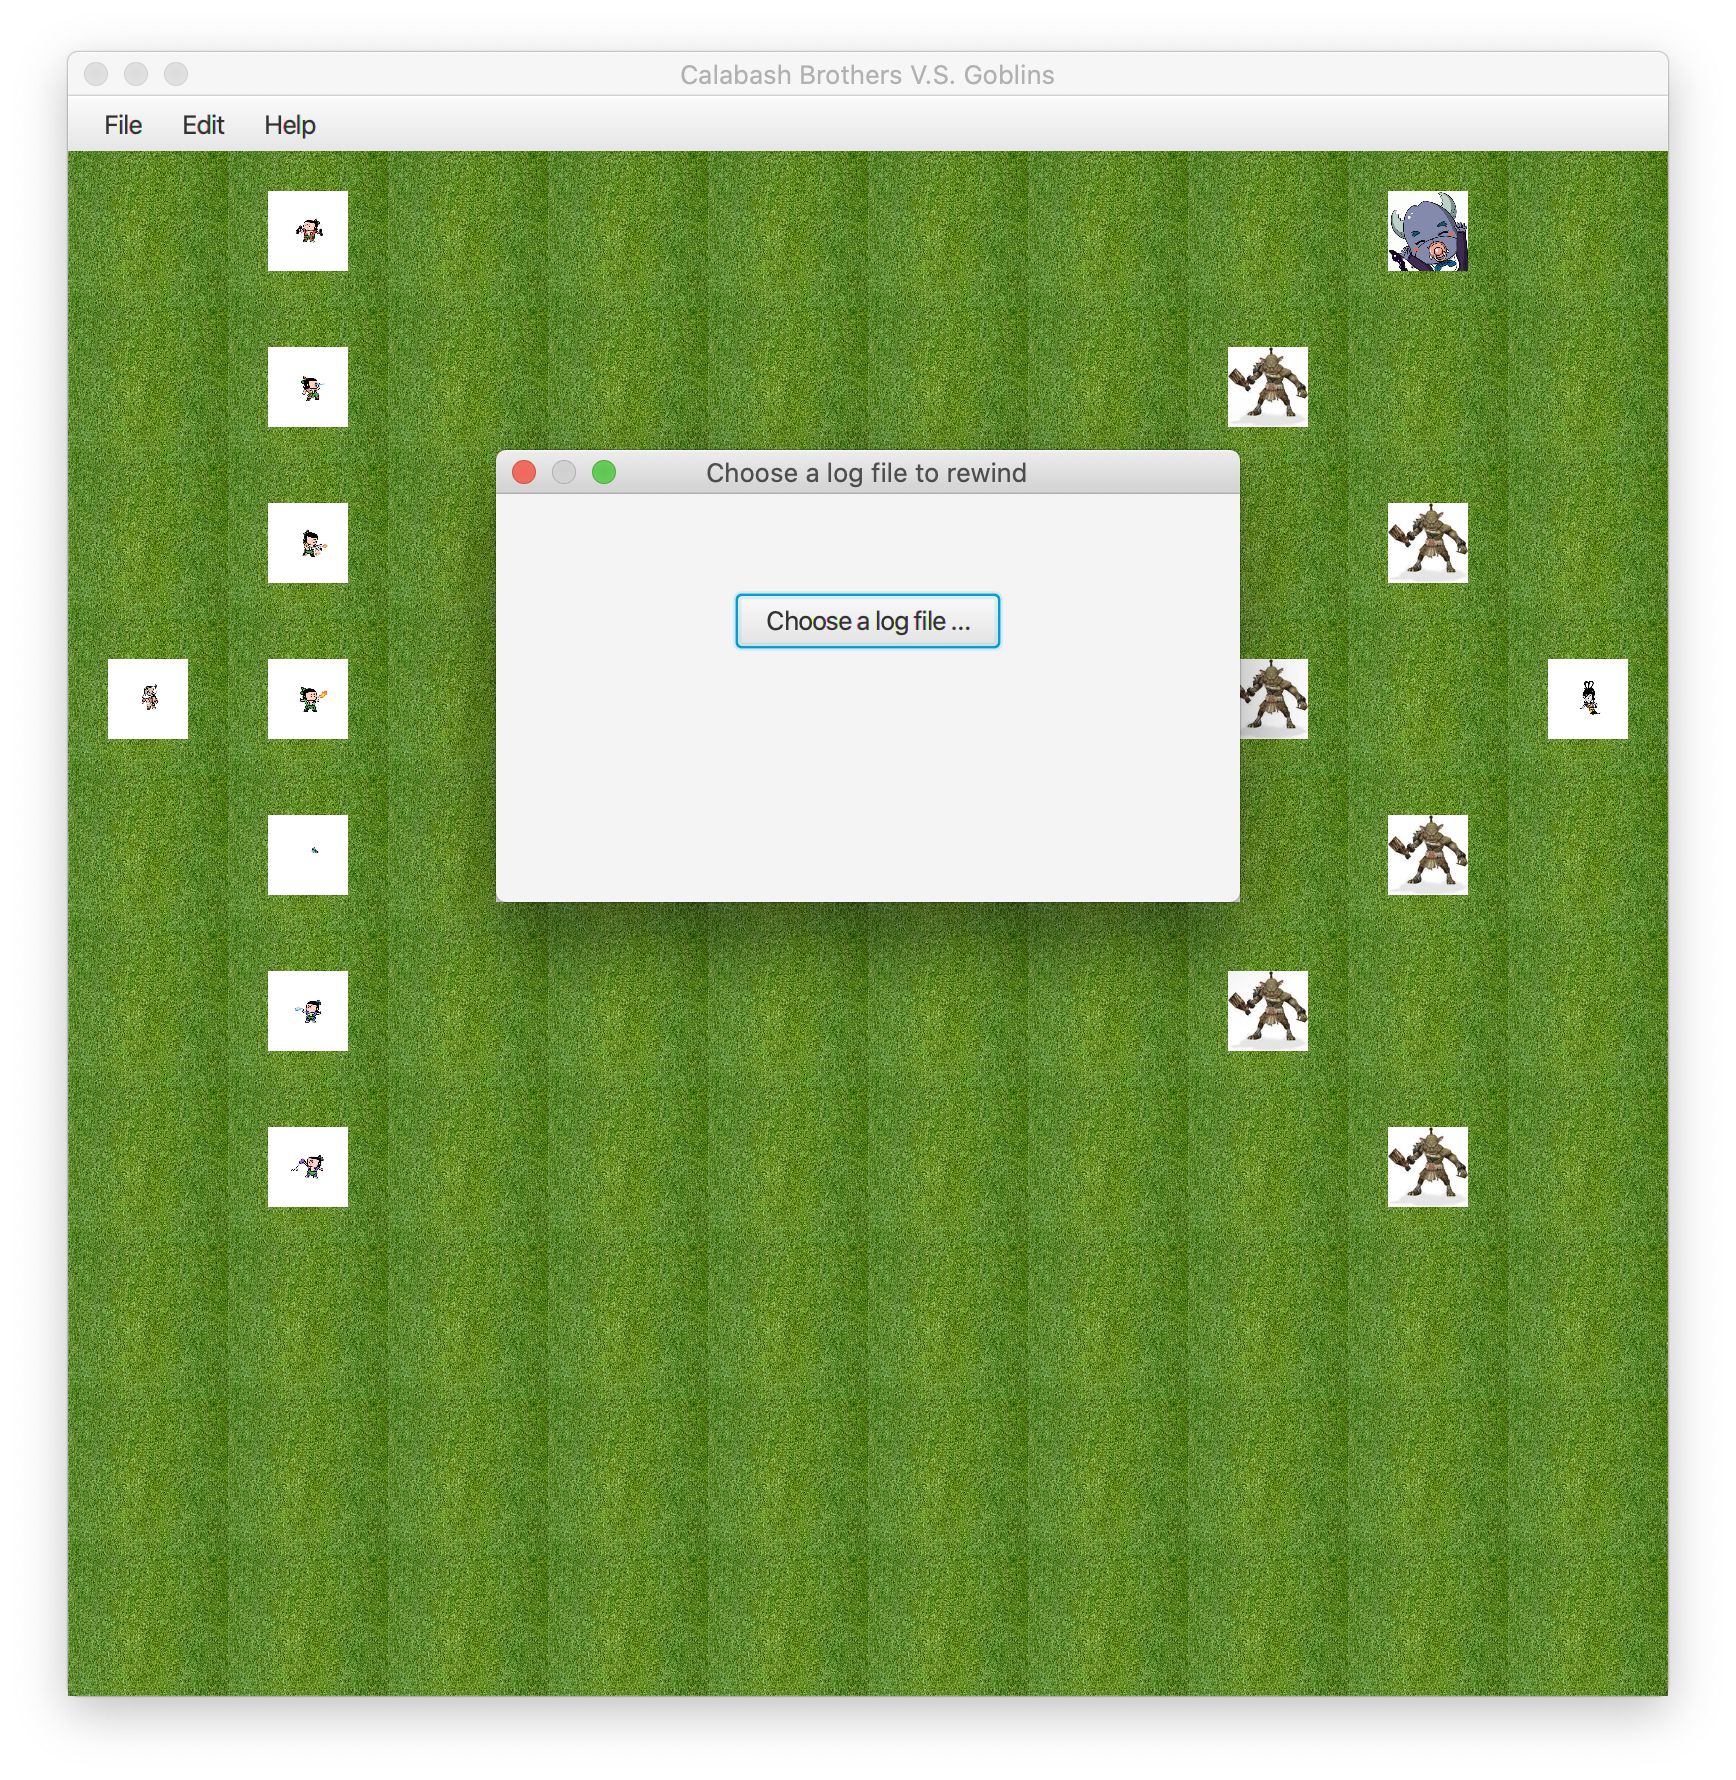 Calabash Brothers V.S. Goblins
File Edit Help
Choose a log file to rewind
Choose a log file ...